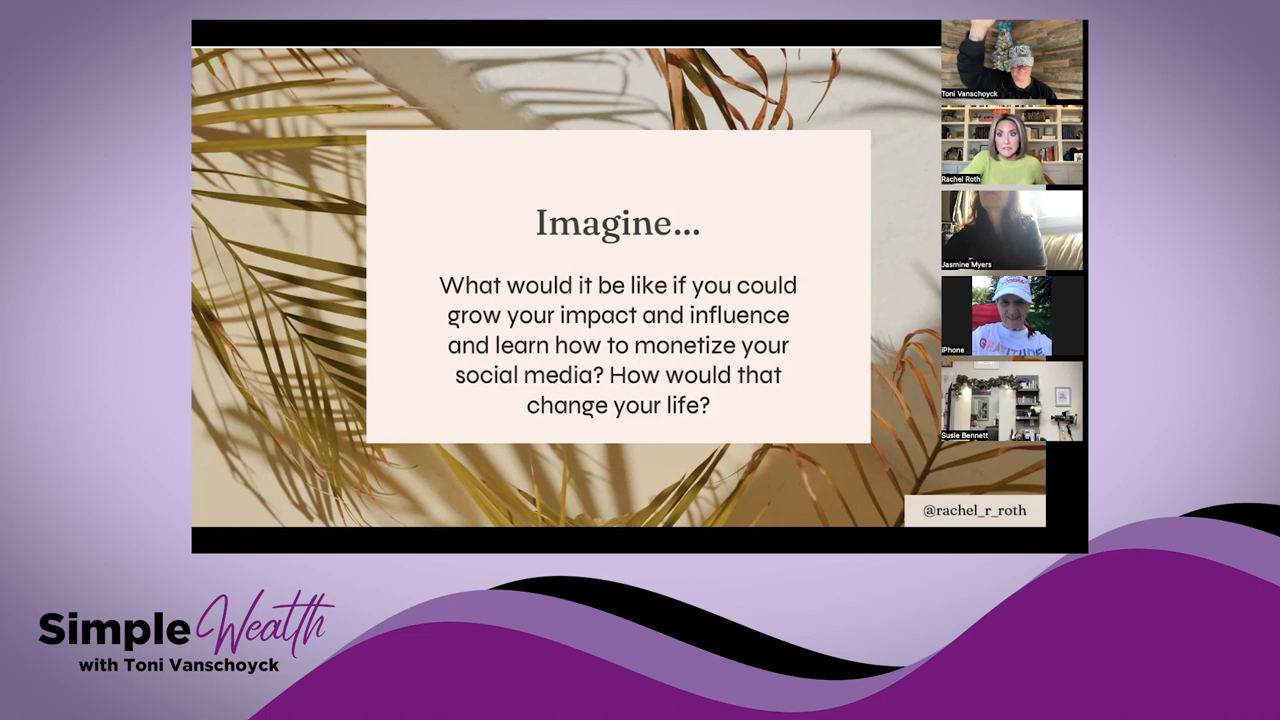 Imagine...
What would it be like if you could
grow your impact and influence
and learn how to monetize your
social media? How would that
change your life?
@rachel_r_roth
Toni Vanschoyck
Rachel Roth
Jasmine Myers
iPhone
GRATITUDE
Susie Bennett
Simple Wealth
with Toni Vanschoyck